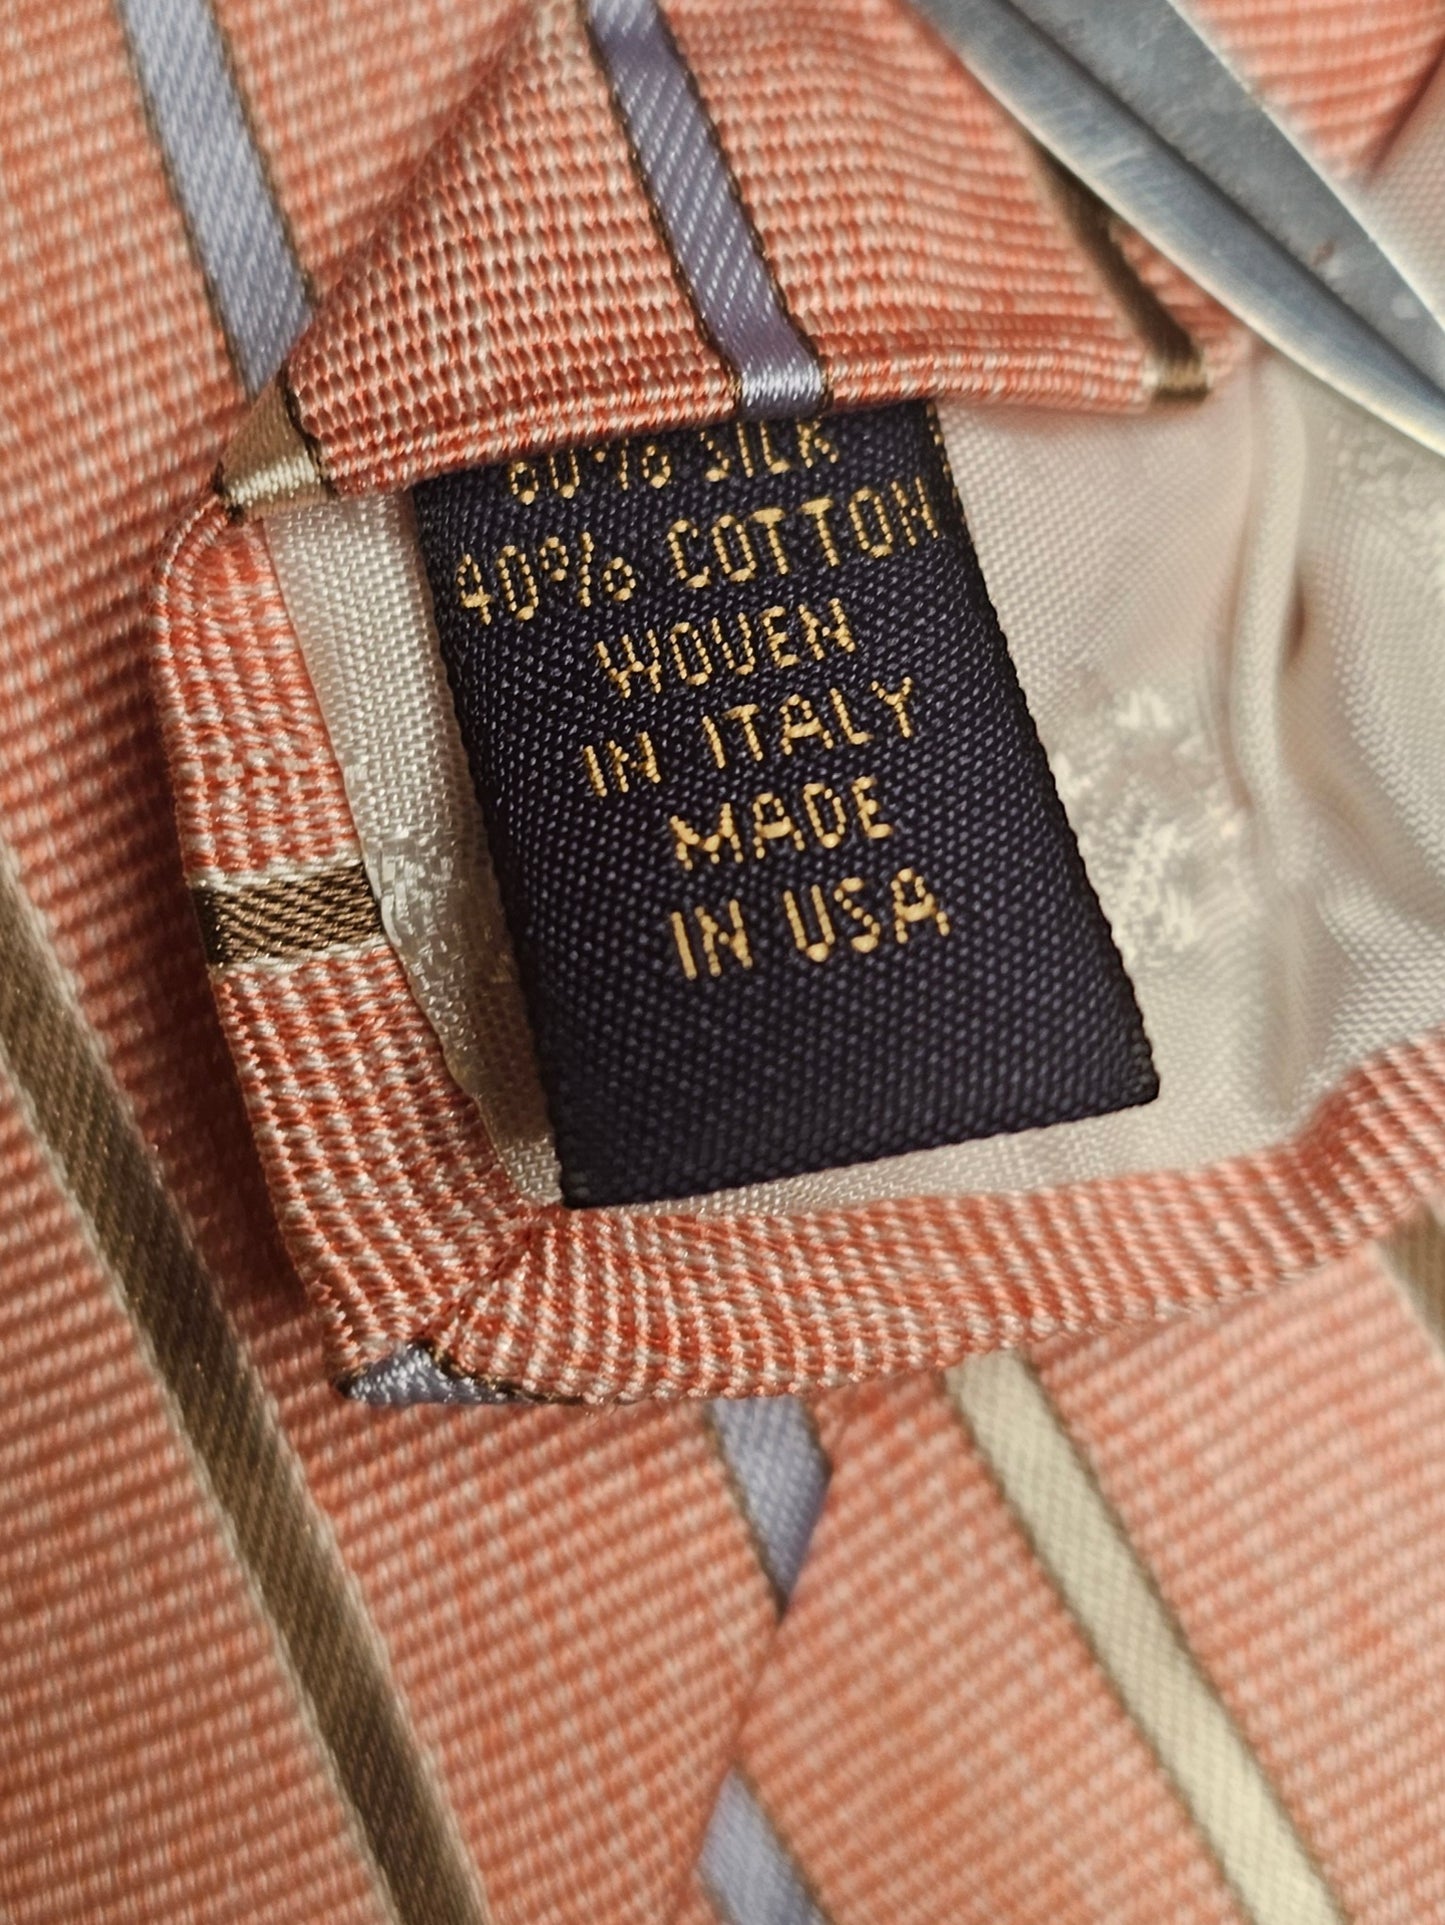 60% SILK
40% COTTON
WOVEN
IN ITALY
MADE
IN USA